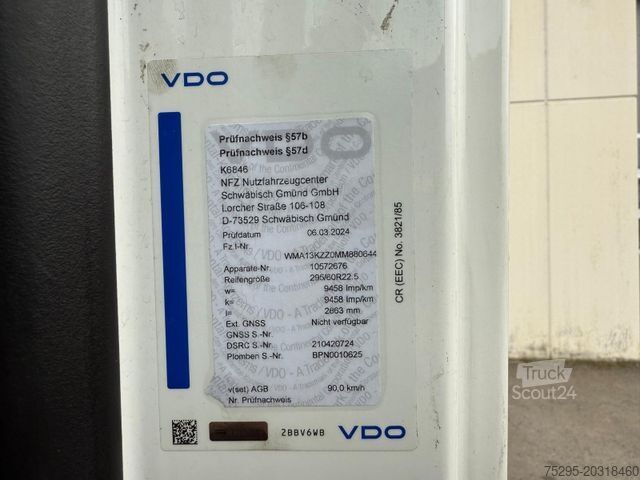 VDO
Prüfnachweis §57b
Prüfnachweis §57d
K6846
NFZ Nutzfahrzeugcenter
Schwäbisch Gmünd GmbH
Lorcher Straße 106-108
D-73529 Schwäbisch Gmünd
Prüfdatum 06.03.2024
Fz.I-Nr.
WMA13KZZ0MM880644
Apparate-Nr. 10572676
Reifengröße 295/60R22.5
w= 9458 Imp/km
k= 9458 Imp/km
l= 2863 mm
Ext. GNSS Nicht verfügbar
GNSS S.-Nr.
DSRC S.-Nr. 210420724
Plomben S.-Nr. BPN0010625
v(set) AGB 90,0 km/h
Nr. Prüfnachweis
CR (EEC) No. 3821/85
2BBV6WB
VDO
Truck
Scout24
75295-20318460